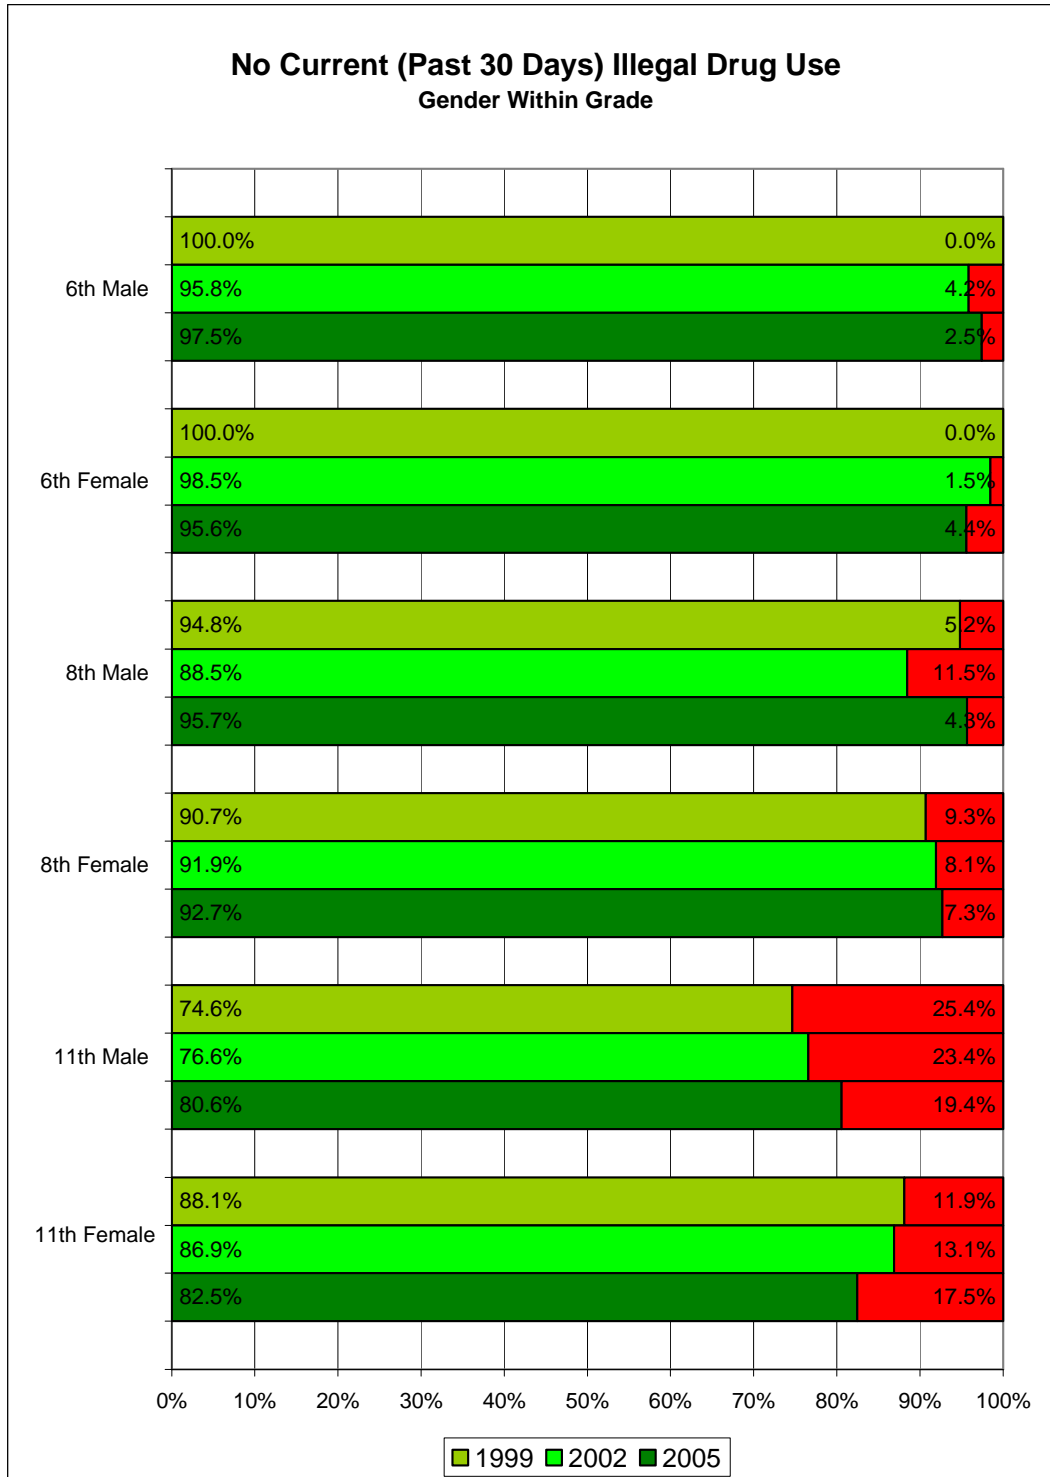 No Current (Past 30 Days) Illegal Drug Use
Gender Within Grade
100.0% 0.0%
6th Male 95.8% 4.2%
97.5% 2.5%
100.0% 0.0%
6th Female 98.5% 1.5%
95.6% 4.4%
94.8% 5.2%
8th Male 88.5% 11.5%
95.7% 4.3%
90.7% 9.3%
8th Female 91.9% 8.1%
92.7% 7.3%
74.6% 25.4%
11th Male 76.6% 23.4%
80.6% 19.4%
88.1% 11.9%
11th Female 86.9% 13.1%
82.5% 17.5%
0% 10% 20% 30% 40% 50% 60% 70% 80% 90% 100%
1999 2002 2005